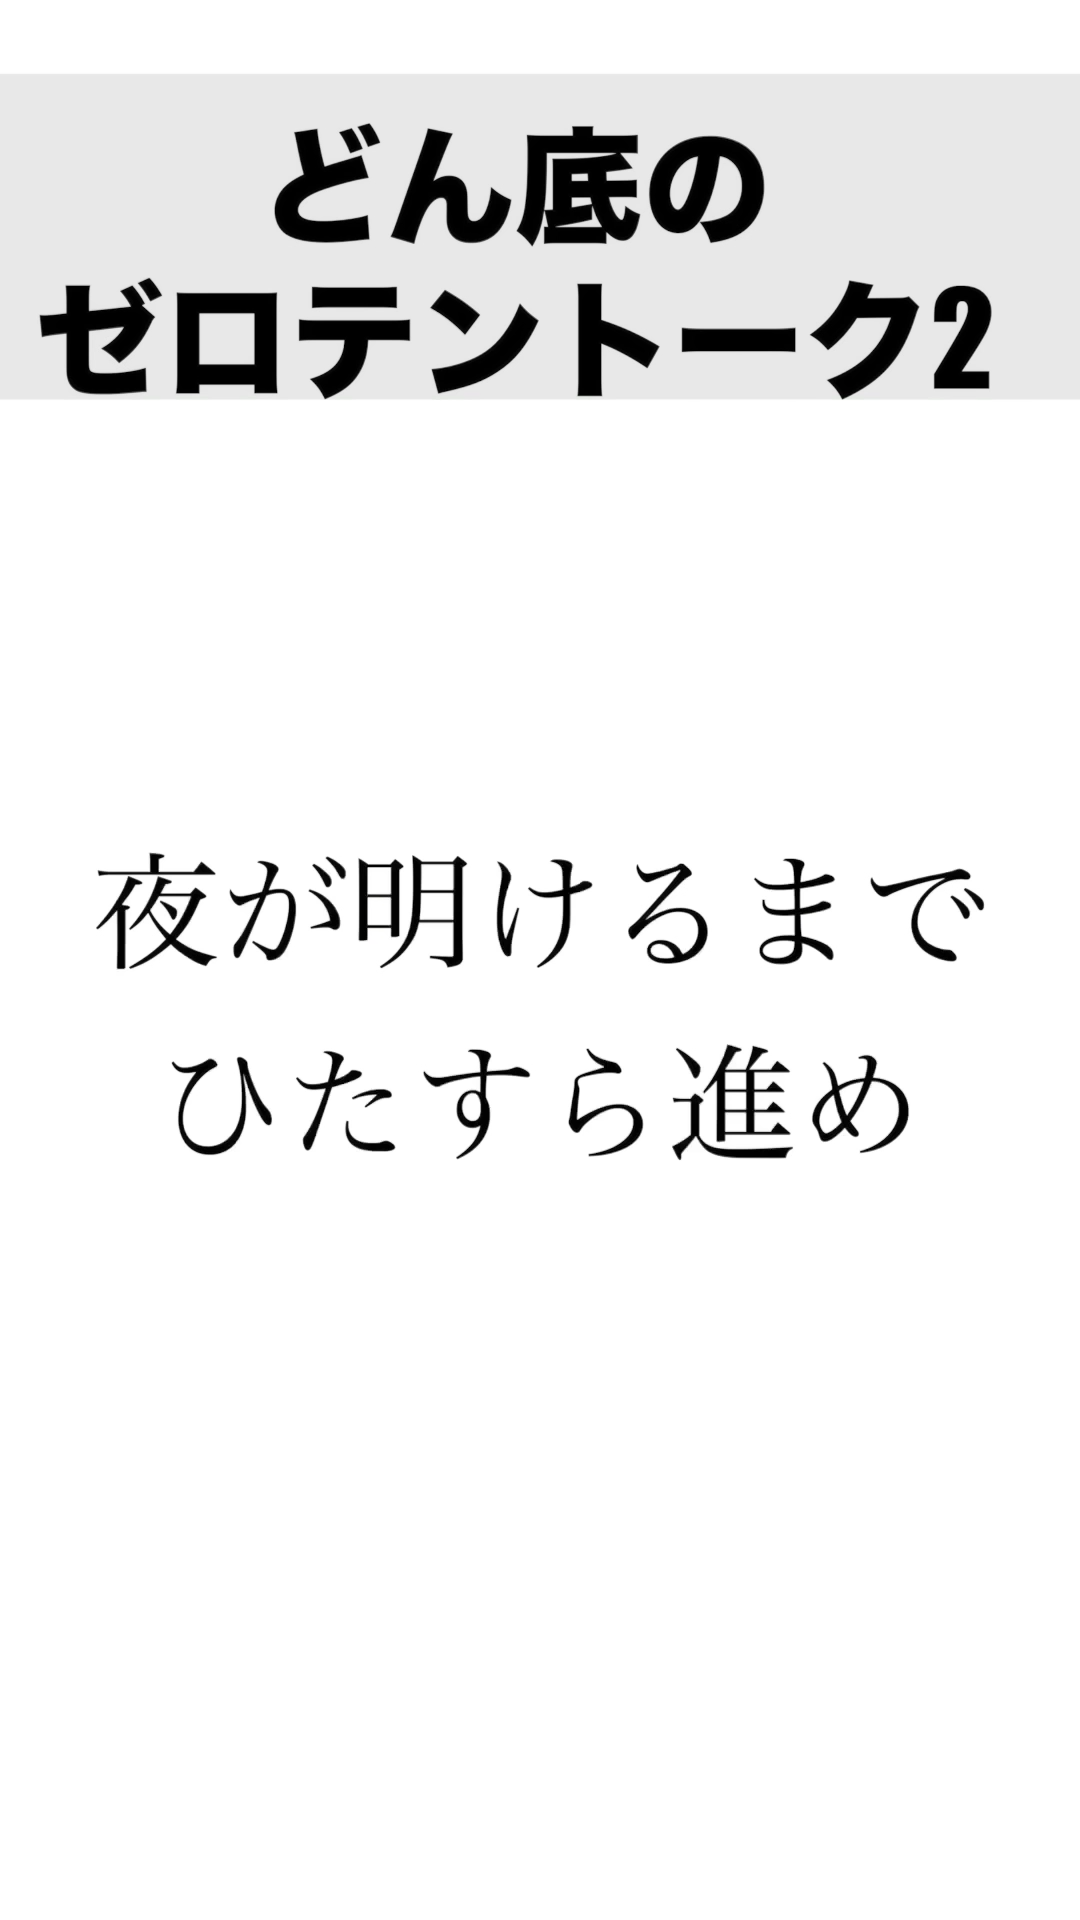 どん底の
ゼロテントーク2
夜が明けるまで
ひたすら進め